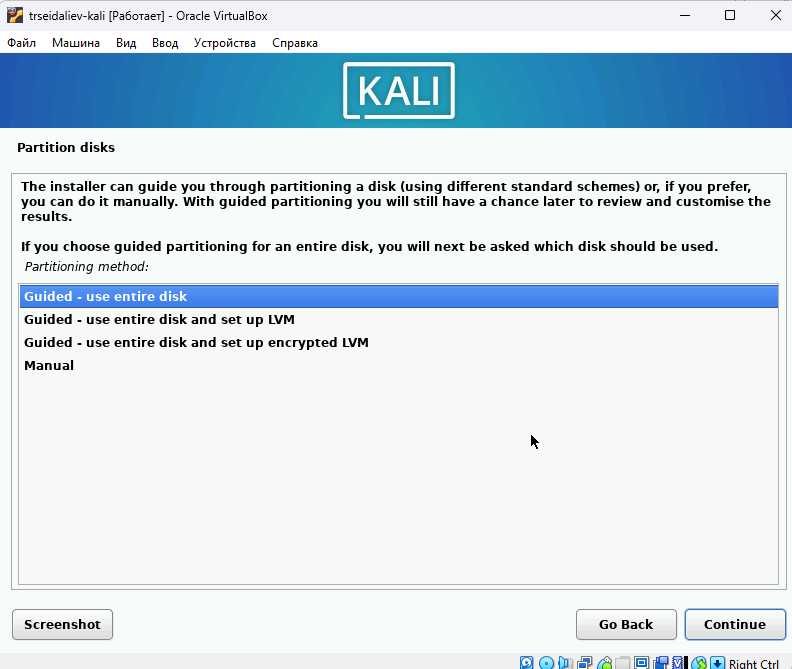 trseidaliev-kali [Работает] - Oracle VirtualBox
Файл Машина Вид Ввод Устройства Справка
KALI
Partition disks
The installer can guide you through partitioning a disk (using different standard schemes) or, if you prefer,
you can do it manually. With guided partitioning you will still have a chance later to review and customise the
results.
If you choose guided partitioning for an entire disk, you will next be asked which disk should be used.
Partitioning method:
Guided - use entire disk
Guided - use entire disk and set up LVM
Guided - use entire disk and set up encrypted LVM
Manual
Screenshot Go Back Continue
Right Ctrl